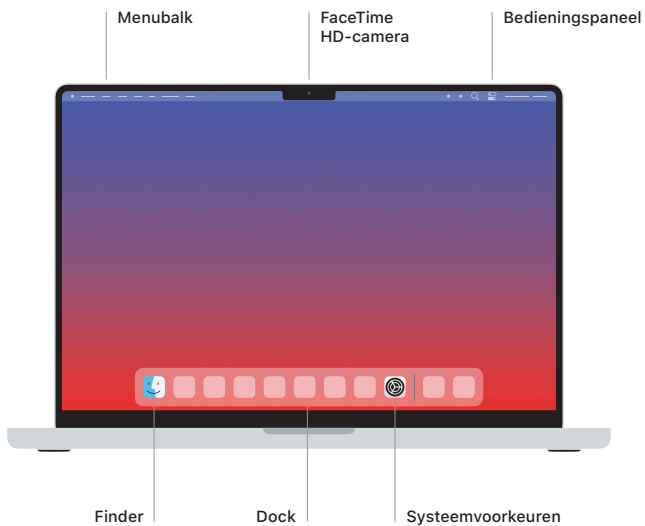 Menubalk
FaceTime
HD-camera
Bedieningspaneel
Finder
Dock
Systeemvoorkeuren